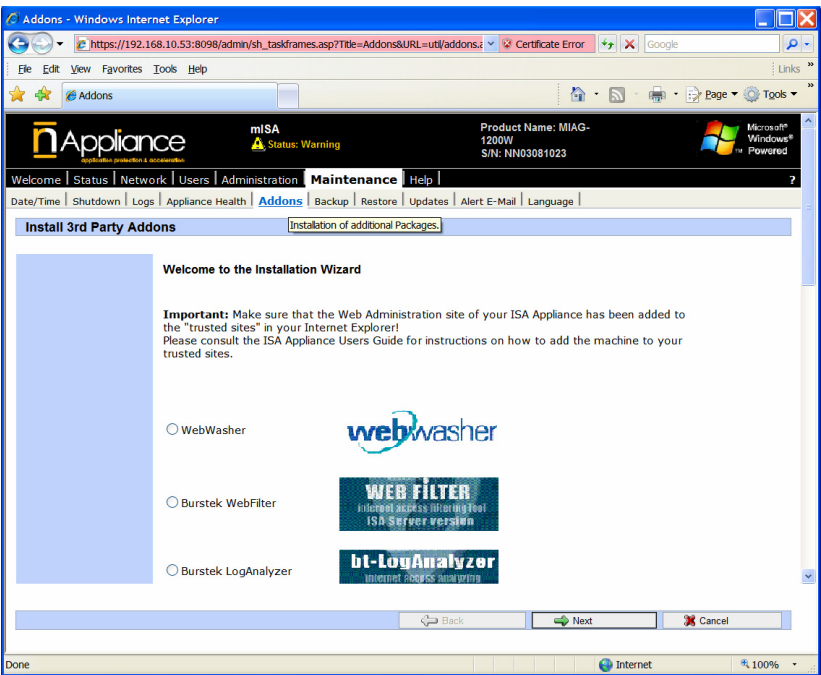 Addons - Windows Internet Explorer
https://192.168.10.53:8098/admin/sh_taskframes.asp?Title=Addons&URL=util/addons.a Certificate Error Google
File Edit View Favorites Tools Help Links »
Addons Page Tools »
nAppliance
application protection & acceleration
mISA
Status: Warning
Product Name: MIAG-
1200W
S/N: NN03081023
Microsoft®
Windows®
Powered
Welcome | Status | Network | Users | Administration | Maintenance | Help | ?
Date/Time | Shutdown | Logs | Appliance Health | Addons | Backup | Restore | Updates | Alert E-Mail | Language |
Installation of additional Packages.
Install 3rd Party Addons
Welcome to the Installation Wizard
Important: Make sure that the Web Administration site of your ISA Appliance has been added to
the "trusted sites" in your Internet Explorer!
Please consult the ISA Appliance Users Guide for instructions on how to add the machine to your
trusted sites.
WebWasher
webwasher
Burstek WebFilter
WEB FILTER
internet access filtering tool
ISA Server version
Burstek LogAnalyzer
bt-LogAnalyzer
internet access analyzing
Back Next Cancel
Done Internet 100%